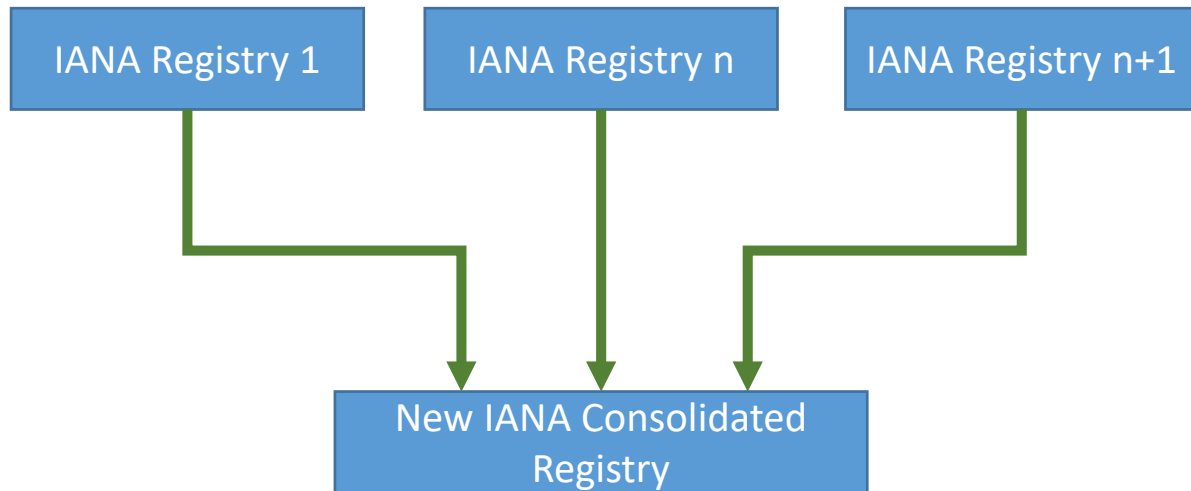 IANA Registry 1
IANA Registry n
IANA Registry n+1
New IANA Consolidated
Registry